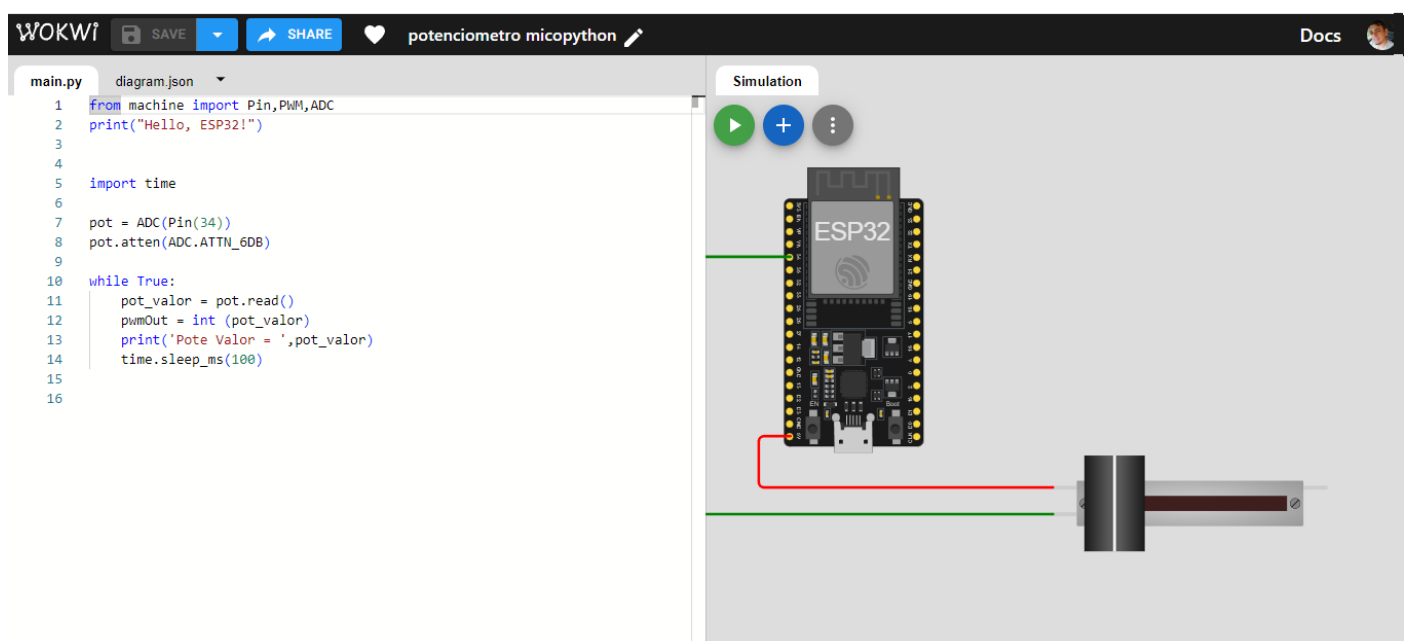 WOKWi SAVE SHARE potenciometro micopython Docs
main.py diagram.json
Simulation
1 from machine import Pin,PWM,ADC
2 print("Hello, ESP32!")
3
4
5 import time
6
7 pot = ADC(Pin(34))
8 pot.atten(ADC.ATTN_6DB)
9
10 while True:
11 pot_valor = pot.read()
12 pwmOut = int (pot_valor)
13 print('Pote Valor = ',pot_valor)
14 time.sleep_ms(100)
15
16
ESP32
EN Boot